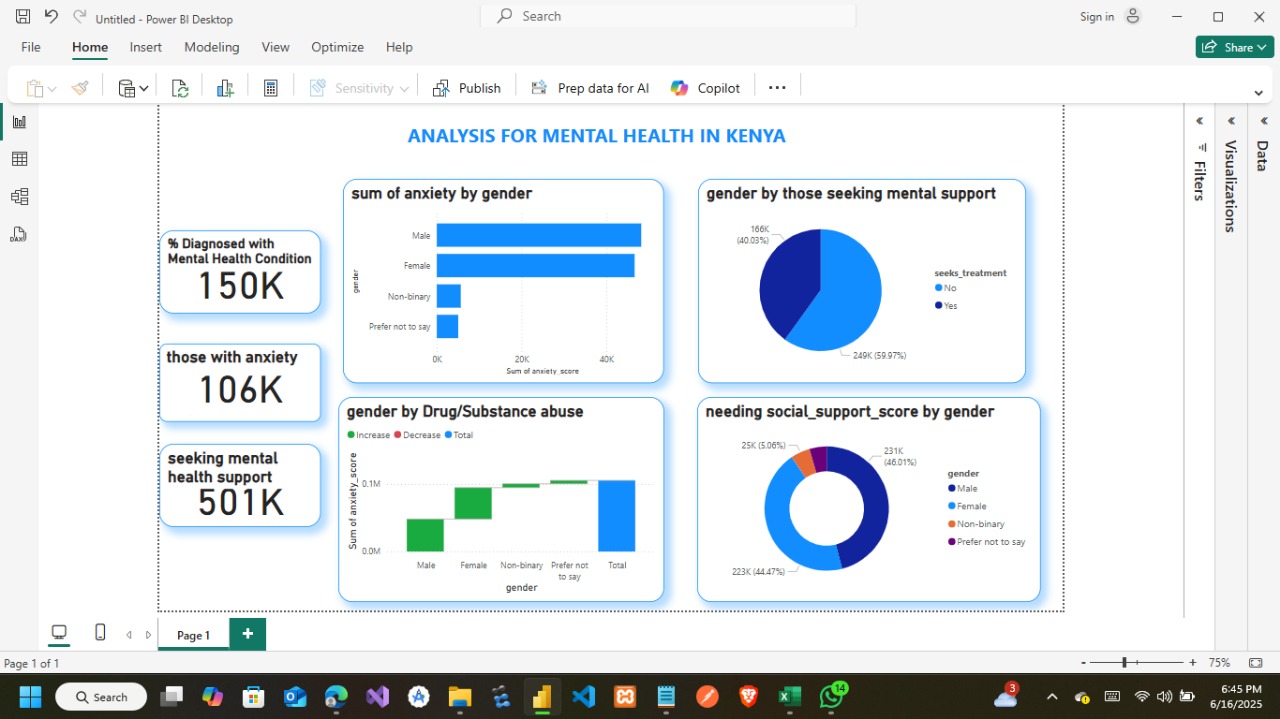 Untitled - Power BI Desktop
Search
Sign in
File
Home
Insert
Modeling
View
Optimize
Help
Share
Sensitivity
Publish
Prep data for AI
Copilot
ANALYSIS FOR MENTAL HEALTH IN KENYA
% Diagnosed with
Mental Health Condition
150K
those with anxiety
106K
seeking mental
health support
501K
sum of anxiety by gender
gender
Male
Female
Non-binary
Prefer not to say
0K
20K
40K
Sum of anxiety_score
gender by those seeking mental support
166K
(40.03%)
249K (59.97%)
seeks_treatment
No
Yes
gender by Drug/Substance abuse
Increase
Decrease
Total
Sum of anxiety_score
0.1M
0.0M
Male
Female
Non-binary
Prefer not
to say
Total
gender
needing social_support_score by gender
25K (5.06%)
231K
(46.01%)
223K (44.47%)
gender
Male
Female
Non-binary
Prefer not to say
Filters
Visualizations
Data
Page 1
Page 1 of 1
75%
Search
14
3
6:45 PM
6/16/2025